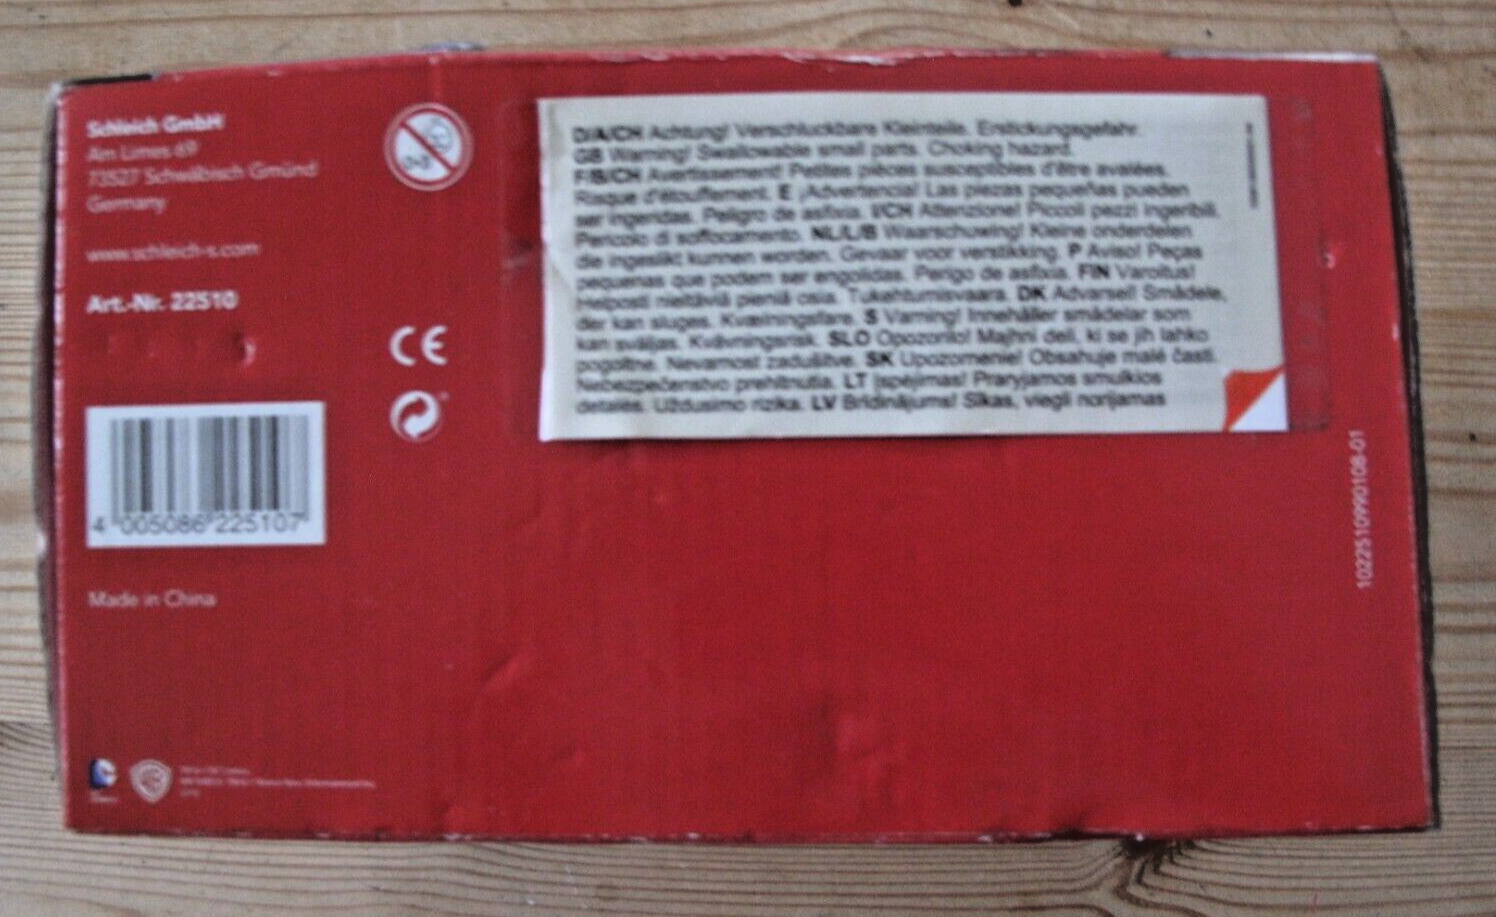 Schleich GmbH
Am Limes 69
73527 Schwäbisch Gmünd
Germany
www.schleich-s.com
Art.-Nr. 22510
CE
4 005086 225107
Made in China
D/A/CH Achtung! Verschluckbare Kleinteile. Erstickungsgefahr.
GB Warning! Swallowable small parts. Choking hazard.
F/B/CH Avertissement! Petites pièces susceptibles d'être avalées.
Risque d'étouffement. E ¡Advertencia! Las piezas pequeñas pueden
ser ingeridas. Peligro de asfixia. I/CH Attenzione! Piccoli pezzi ingeribili.
Pericolo di soffocamento. NL/L/B Waarschuwing! Kleine onderdelen
die ingeslikt kunnen worden. Gevaar voor verstikking. P Aviso! Peças
pequenas que podem ser engolidas. Perigo de asfixia. FIN Varoitus!
Helposti nieltäviä pieniä osia. Tukehtumisvaara. DK Advarsel! Smådele,
der kan sluges. Kvælningsfare. S Varning! Innehåller smådelar som
kan sväljas. Kvävningsrisk. SLO Opozorilo! Majhni deli, ki se jih lahko
pogoltne. Nevarnost zadušitve. SK Upozornenie! Obsahuje malé časti.
Nebezpečenstvo prehltnutia. LT Įspėjimas! Praryjamos smulkios
detalės. Uždusimo rizika. LV Brīdinājums! Sīkas, viegli norijamas
1022510990108-01